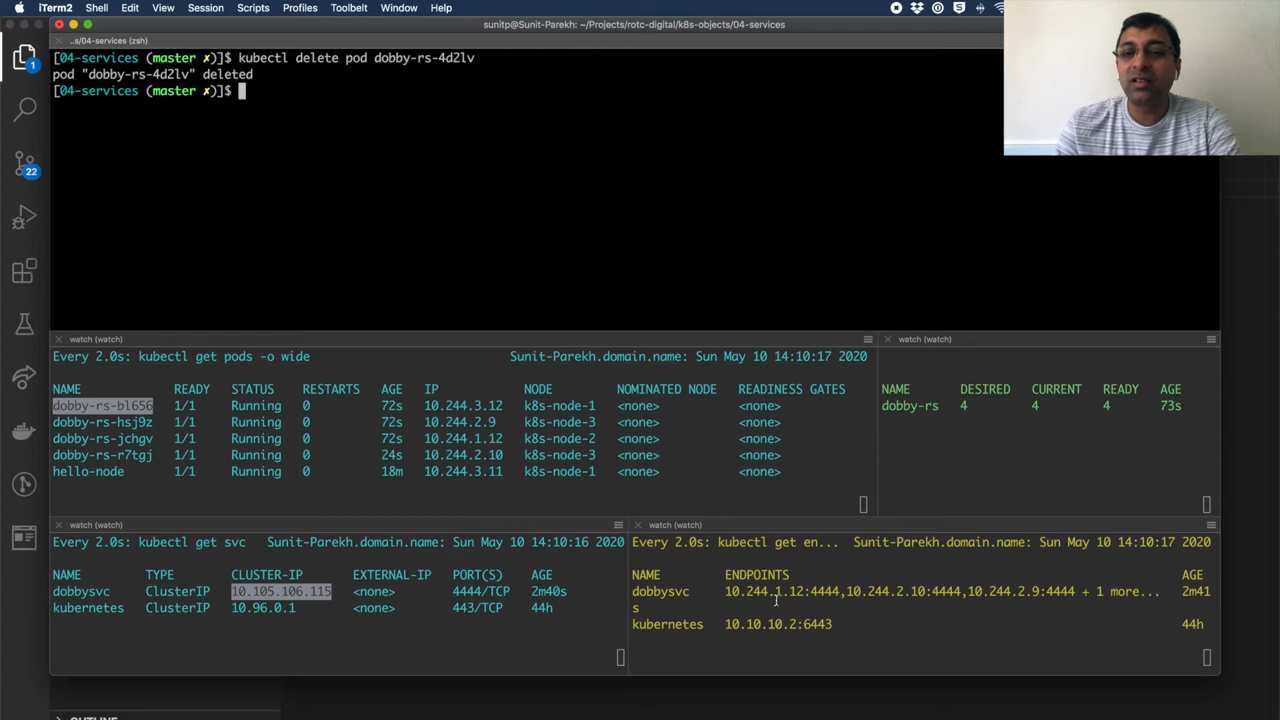 iTerm2 Shell Edit View Session Scripts Profiles Toolbelt Window Help
sunitp@Sunit-Parekh: ~/Projects/rotc-digital/k8s-objects/04-services
..s/04-services (zsh)
[04-services (master ✗)]$ kubectl delete pod dobby-rs-4d2lv
pod "dobby-rs-4d2lv" deleted
[04-services (master ✗)]$
1
22
watch (watch)
Every 2.0s: kubectl get pods -o wide Sunit-Parekh.domain.name: Sun May 10 14:10:17 2020
NAME READY STATUS RESTARTS AGE IP NODE NOMINATED NODE READINESS GATES
dobby-rs-bl656 1/1 Running 0 72s 10.244.3.12 k8s-node-1 <none> <none>
dobby-rs-hsj9z 1/1 Running 0 72s 10.244.2.9 k8s-node-3 <none> <none>
dobby-rs-jchgv 1/1 Running 0 72s 10.244.1.12 k8s-node-2 <none> <none>
dobby-rs-r7tgj 1/1 Running 0 24s 10.244.2.10 k8s-node-3 <none> <none>
hello-node 1/1 Running 0 18m 10.244.3.11 k8s-node-1 <none> <none>
watch (watch)
NAME DESIRED CURRENT READY AGE
dobby-rs 4 4 4 73s
watch (watch)
Every 2.0s: kubectl get svc Sunit-Parekh.domain.name: Sun May 10 14:10:16 2020
NAME TYPE CLUSTER-IP EXTERNAL-IP PORT(S) AGE
dobbysvc ClusterIP 10.105.106.115 <none> 4444/TCP 2m40s
kubernetes ClusterIP 10.96.0.1 <none> 443/TCP 44h
watch (watch)
Every 2.0s: kubectl get en... Sunit-Parekh.domain.name: Sun May 10 14:10:17 2020
NAME ENDPOINTS AGE
dobbysvc 10.244.1.12:4444,10.244.2.10:4444,10.244.2.9:4444 + 1 more... 2m41
s
kubernetes 10.10.10.2:6443 44h
OUTLINE